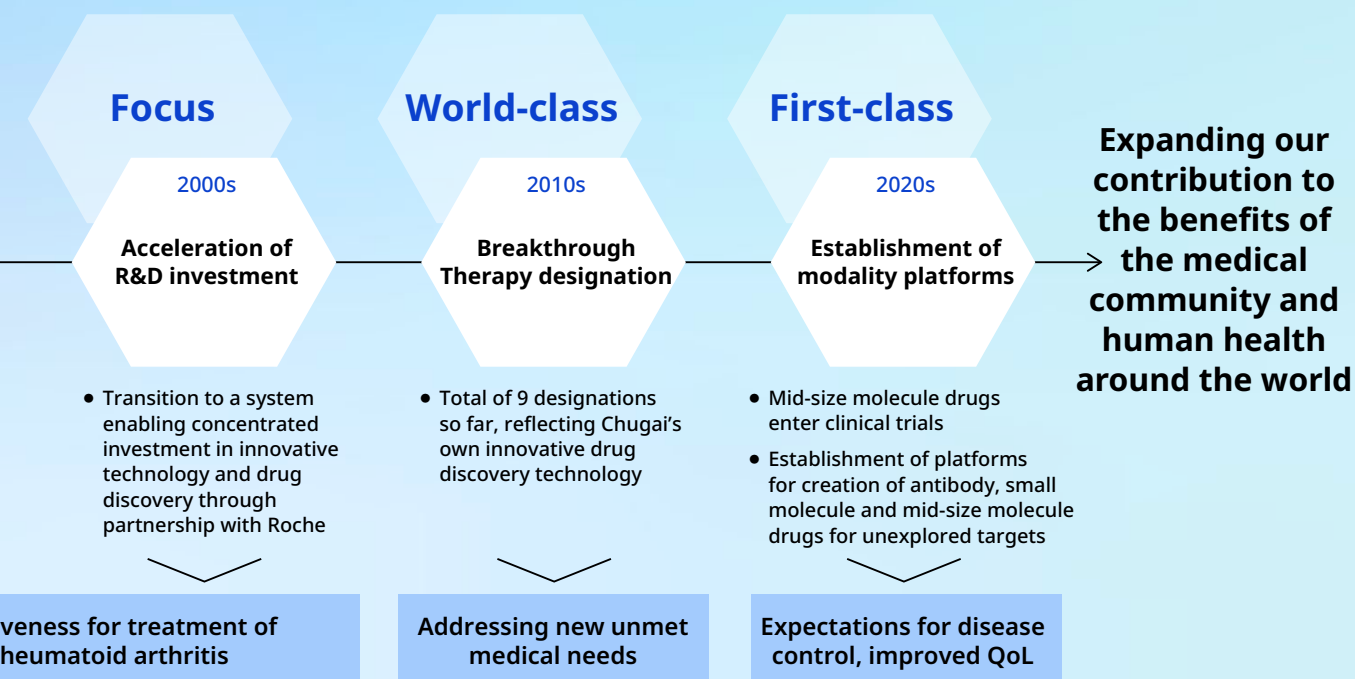 Focus
2000s
Acceleration of
R&D investment
• Transition to a system
enabling concentrated
investment in innovative
technology and drug
discovery through
partnership with Roche
veness for treatment of
heumatoid arthritis
World-class
2010s
Breakthrough
Therapy designation
• Total of 9 designations
so far, reflecting Chugai’s
own innovative drug
discovery technology
Addressing new unmet
medical needs
First-class
2020s
Establishment of
modality platforms
• Mid-size molecule drugs
enter clinical trials
• Establishment of platforms
for creation of antibody, small
molecule and mid-size molecule
drugs for unexplored targets
Expectations for disease
control, improved QoL
Expanding our
contribution to
the benefits of
the medical
community and
human health
around the world